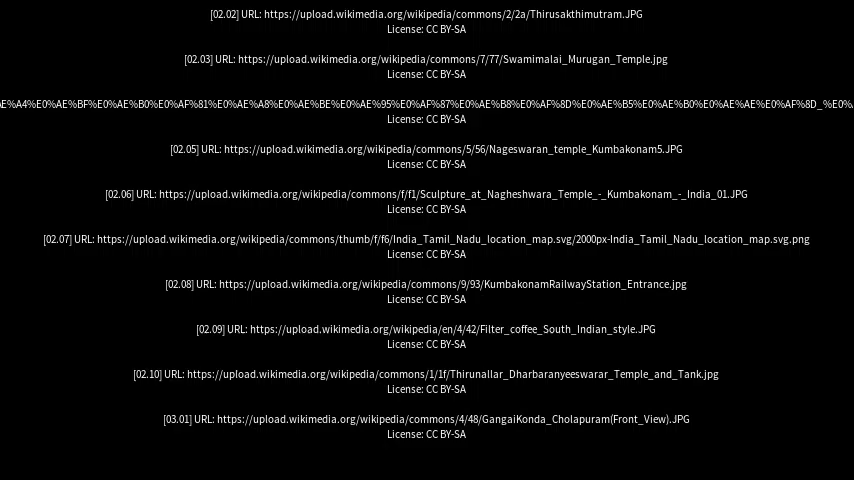 [02.02] URL: https://upload.wikimedia.org/wikipedia/commons/2/2a/Thirusakthimutram.JPG
License: CC BY-SA
[02.03] URL: https://upload.wikimedia.org/wikipedia/commons/7/77/Swamimalai_Murugan_Temple.jpg
License: CC BY-SA
%A4%E0%AE%BF%E0%AE%B0%E0%AF%81%E0%AE%A8%E0%AE%BE%E0%AE%95%E0%AF%87%E0%AE%B8%E0%AF%8D%E0%AE%B5%E0%AE%B0%E0%AE%AE%E0%AF%8D_%E0%
License: CC BY-SA
[02.05] URL: https://upload.wikimedia.org/wikipedia/commons/5/56/Nageswaran_temple_Kumbakonam5.JPG
License: CC BY-SA
[02.06] URL: https://upload.wikimedia.org/wikipedia/commons/f/f1/Sculpture_at_Nagheshwara_Temple_-_Kumbakonam_-_India_01.JPG
License: CC BY-SA
[02.07] URL: https://upload.wikimedia.org/wikipedia/commons/thumb/f/f6/India_Tamil_Nadu_location_map.svg/2000px-India_Tamil_Nadu_location_map.svg.png
License: CC BY-SA
[02.08] URL: https://upload.wikimedia.org/wikipedia/commons/9/93/KumbakonamRailwayStation_Entrance.jpg
License: CC BY-SA
[02.09] URL: https://upload.wikimedia.org/wikipedia/en/4/42/Filter_coffee_South_Indian_style.JPG
License: CC BY-SA
[02.10] URL: https://upload.wikimedia.org/wikipedia/commons/1/1f/Thirunallar_Dharbaranyeeswarar_Temple_and_Tank.jpg
License: CC BY-SA
[03.01] URL: https://upload.wikimedia.org/wikipedia/commons/4/48/GangaiKonda_Cholapuram(Front_View).JPG
License: CC BY-SA